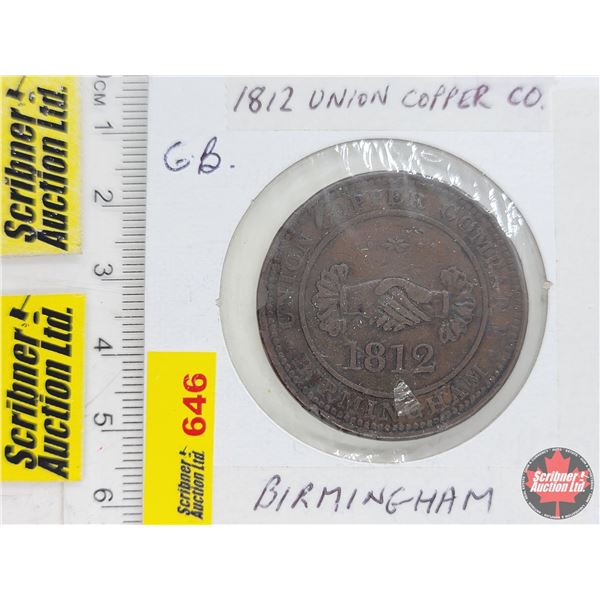 1812 UNION COPPER CO.
G.B.
UNION COPPER COMPANY
1812
BIRMINGHAM
BIRMINGHAM
0CM 1 2 3 4 5 6
Scribner
Auction Ltd.
Scribner
Auction Ltd.
646
Scribner
Auction Ltd.
Scribner
Auction Ltd.